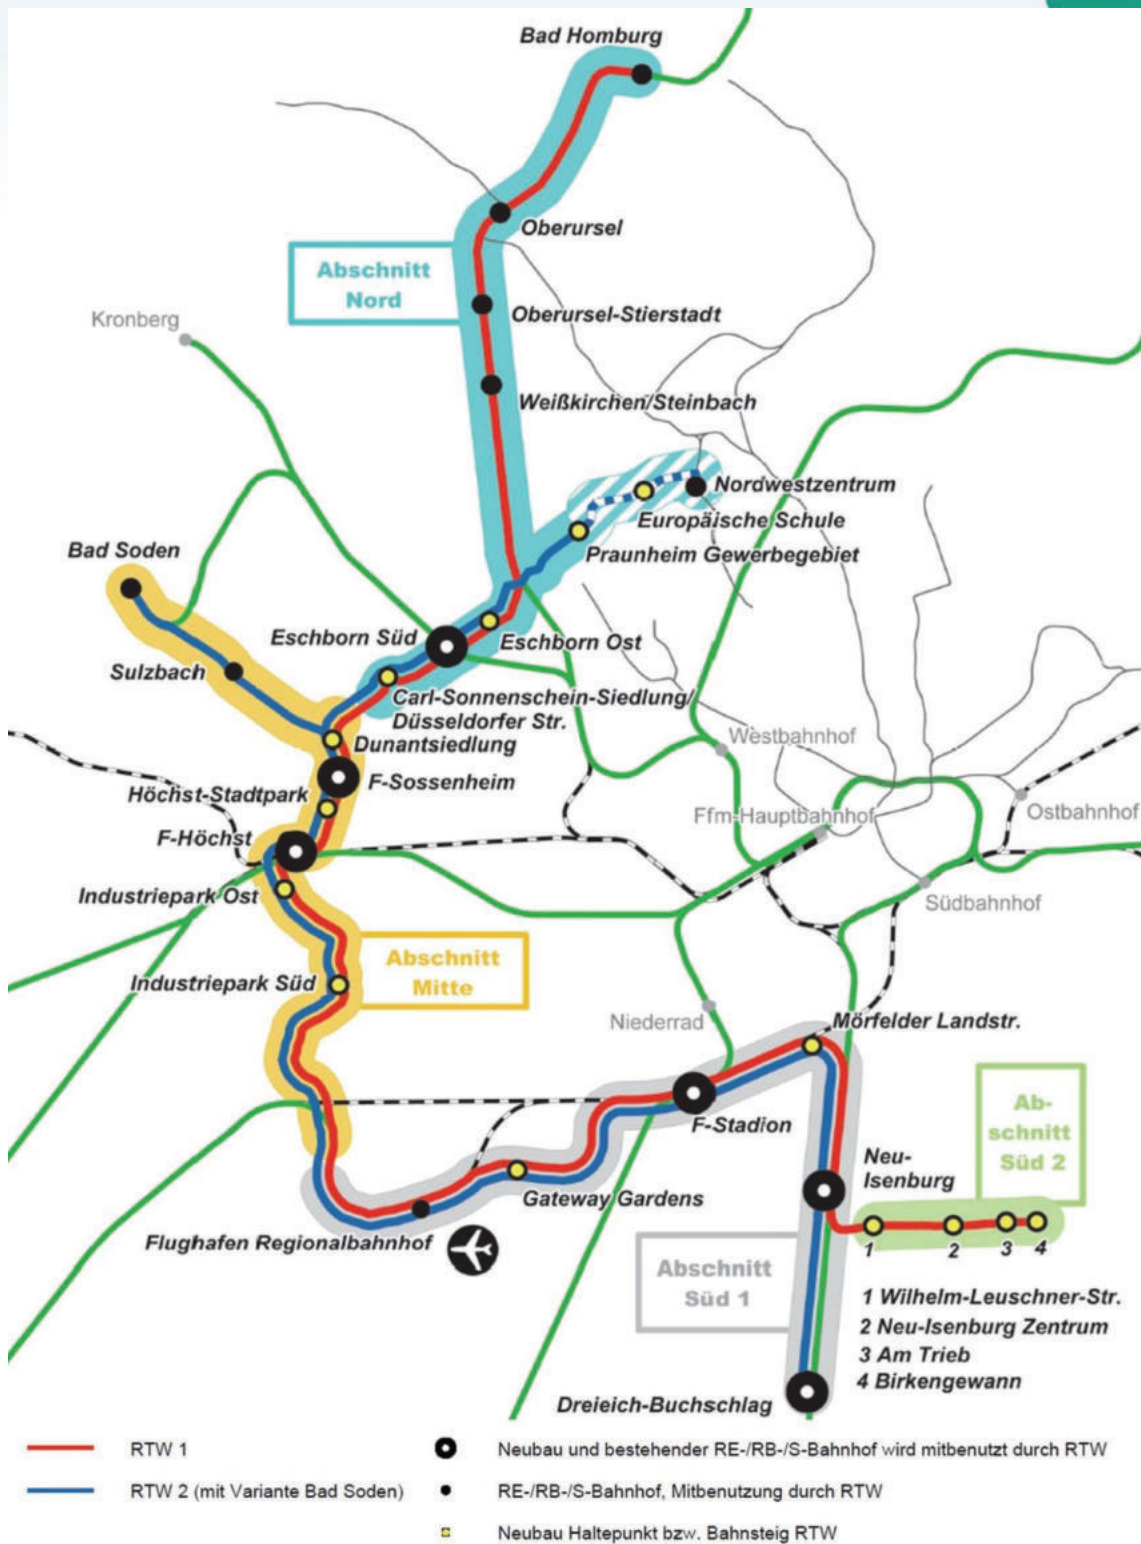 Bad Homburg
Oberursel
Abschnitt
Nord
Oberursel-Stierstadt
Kronberg
Weißkirchen/Steinbach
Nordwestzentrum
Europäische Schule
Praunheim Gewerbegebiet
Bad Soden
Eschborn Süd
Eschborn Ost
Sulzbach
Carl-Sonnenschein-Siedlung/
Düsseldorfer Str.
Dunantsiedlung
Westbahnhof
F-Sossenheim
Höchst-Stadtpark
Ffm-Hauptbahnhof
Ostbahnhof
F-Höchst
Industriepark Ost
Südbahnhof
Abschnitt
Mitte
Industriepark Süd
Niederrad
Mörfelder Landstr.
F-Stadion
Ab-
schnitt
Süd 2
Neu-
Isenburg
Gateway Gardens
Flughafen Regionalbahnhof
1 2 3 4
Abschnitt
Süd 1
1 Wilhelm-Leuschner-Str.
2 Neu-Isenburg Zentrum
3 Am Trieb
4 Birkengewann
Dreieich-Buchschlag
RTW 1
Neubau und bestehender RE-/RB-/S-Bahnhof wird mitbenutzt durch RTW
RTW 2 (mit Variante Bad Soden)
RE-/RB-/S-Bahnhof, Mitbenutzung durch RTW
Neubau Haltepunkt bzw. Bahnsteig RTW